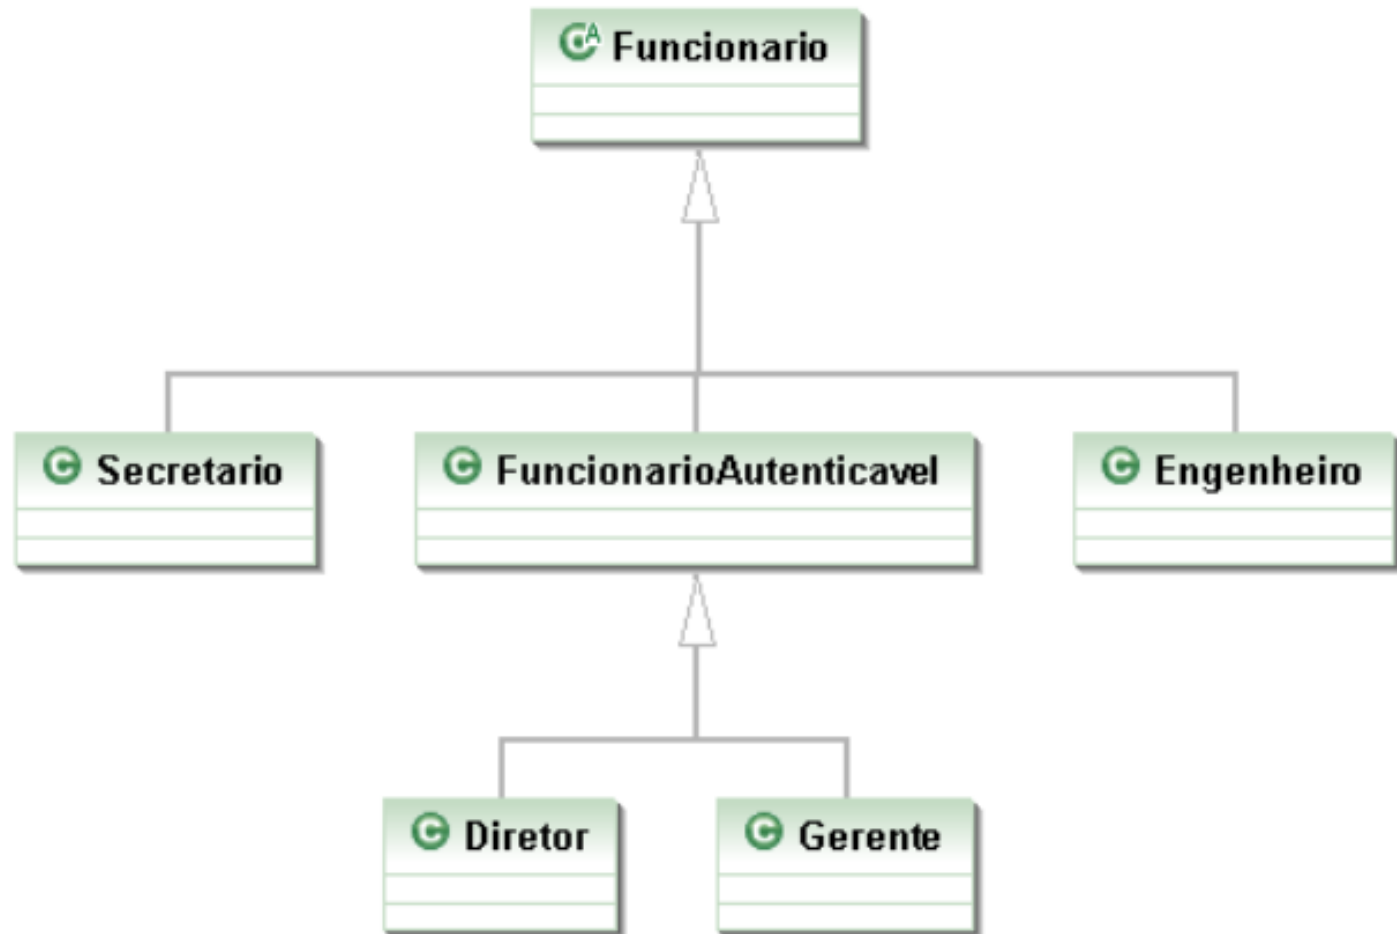 Funcionario
Secretario
FuncionarioAutenticavel
Engenheiro
Diretor
Gerente